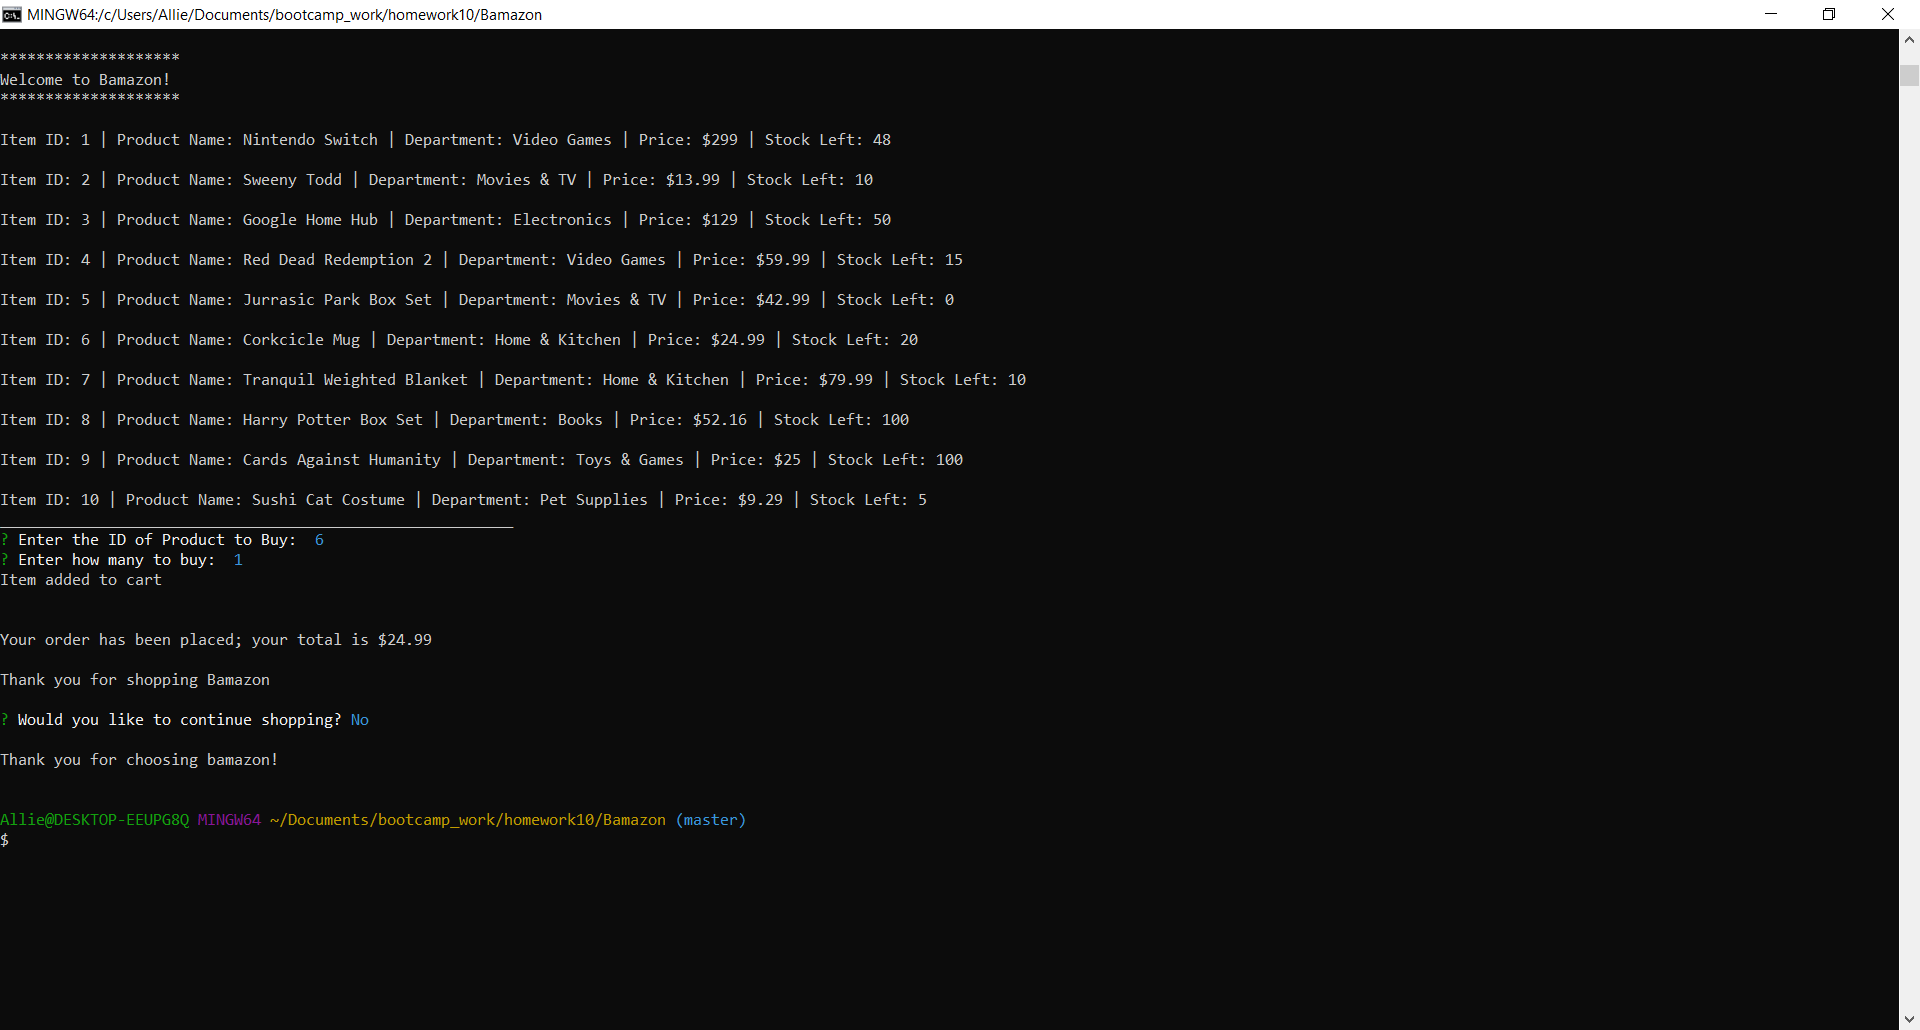 MINGW64:/c/Users/Allie/Documents/bootcamp_work/homework10/Bamazon
********************
Welcome to Bamazon!
********************
Item ID: 1 | Product Name: Nintendo Switch | Department: Video Games | Price: $299 | Stock Left: 48
Item ID: 2 | Product Name: Sweeny Todd | Department: Movies & TV | Price: $13.99 | Stock Left: 10
Item ID: 3 | Product Name: Google Home Hub | Department: Electronics | Price: $129 | Stock Left: 50
Item ID: 4 | Product Name: Red Dead Redemption 2 | Department: Video Games | Price: $59.99 | Stock Left: 15
Item ID: 5 | Product Name: Jurrasic Park Box Set | Department: Movies & TV | Price: $42.99 | Stock Left: 0
Item ID: 6 | Product Name: Corkcicle Mug | Department: Home & Kitchen | Price: $24.99 | Stock Left: 20
Item ID: 7 | Product Name: Tranquil Weighted Blanket | Department: Home & Kitchen | Price: $79.99 | Stock Left: 10
Item ID: 8 | Product Name: Harry Potter Box Set | Department: Books | Price: $52.16 | Stock Left: 100
Item ID: 9 | Product Name: Cards Against Humanity | Department: Toys & Games | Price: $25 | Stock Left: 100
Item ID: 10 | Product Name: Sushi Cat Costume | Department: Pet Supplies | Price: $9.29 | Stock Left: 5
_________________________________________________________
? Enter the ID of Product to Buy:  6
? Enter how many to buy:  1
Item added to cart
Your order has been placed; your total is $24.99
Thank you for shopping Bamazon
? Would you like to continue shopping? No
Thank you for choosing bamazon!
Allie@DESKTOP-EEUPG8Q MINGW64 ~/Documents/bootcamp_work/homework10/Bamazon (master)
$